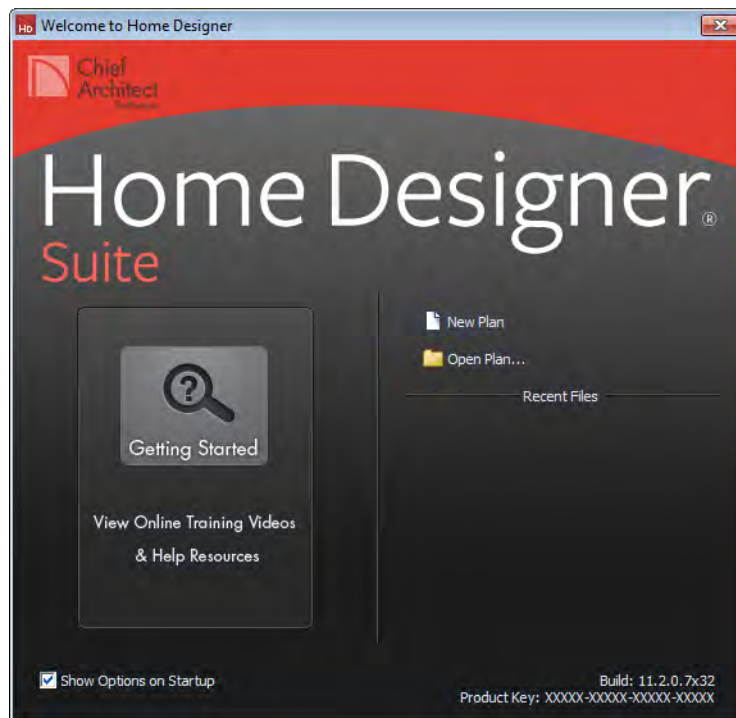 HD Welcome to Home Designer
Chief
Architect
Home Designer®
Suite
Getting Started
View Online Training Videos
& Help Resources
New Plan
Open Plan...
Recent Files
Show Options on Startup
Build: 11.2.0.7x32
Product Key: XXXXX-XXXXX-XXXXX-XXXXX